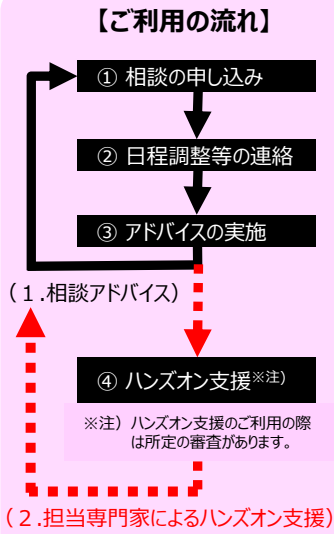 【ご利用の流れ】
① 相談の申し込み
② 日程調整等の連絡
③ アドバイスの実施
（１.相談アドバイス）
④ ハンズオン支援※注）
※注）ハンズオン支援のご利用の際
は所定の審査があります。
（２.担当専門家によるハンズオン支援）